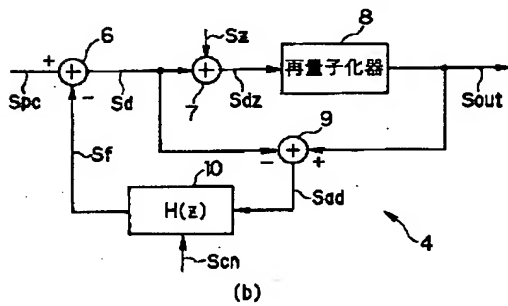 Spc
+
6
-
Sd
Sz
7
Sdz
8
再量子化器
Sout
9
-
+
Sf
10
H(z)
Sad
Scn
4
(b)